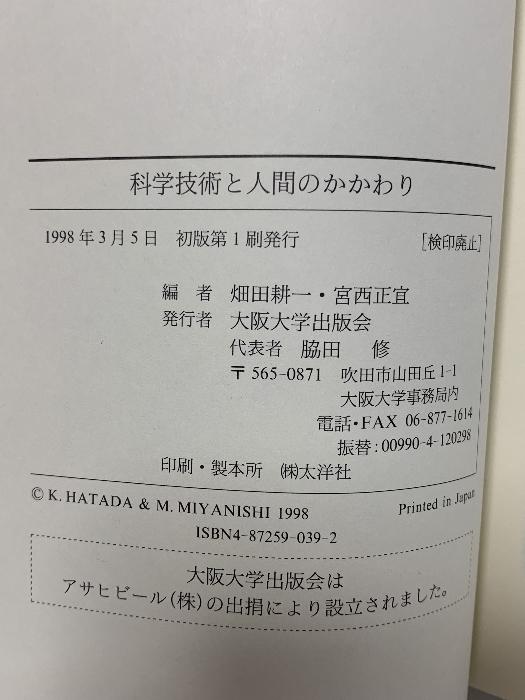 科学技術と人間のかかわり
1998年3月5日 初版第1刷発行 [検印廃止]
編 者 畑田耕一・宮西正宜
発行者 大阪大学出版会
代表者 脇田 修
〒565-0871 吹田市山田丘1-1
大阪大学事務局内
電話・FAX 06-877-1614
振替:00990-4-120298
印刷・製本所 ㈱太洋社
© K. HATADA & M. MIYANISHI 1998 Printed in Japan
ISBN4-87259-039-2
大阪大学出版会は
アサヒビール(株)の出捐により設立されました。